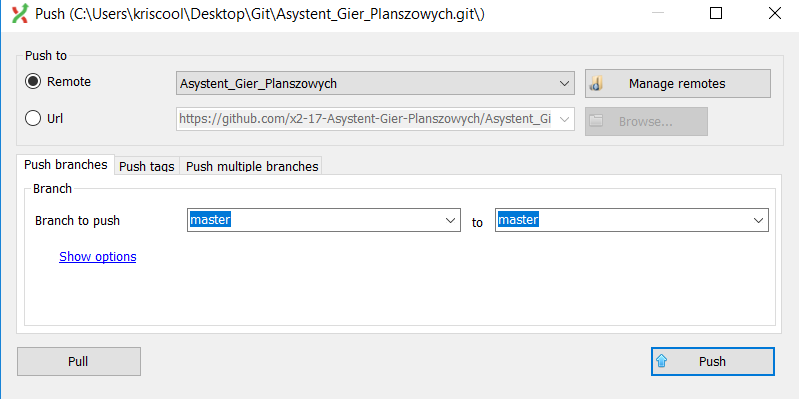 Push (C:\Users\kriscool\Desktop\Git\Asystent_Gier_Planszowych.git\)
Push to
Remote
Asystent_Gier_Planszowych
Manage remotes
Url
https://github.com/x2-17-Asystent-Gier-Planszowych/Asystent_Gi
Browse...
Push branches
Push tags
Push multiple branches
Branch
Branch to push
master
to
master
Show options
Pull
Push